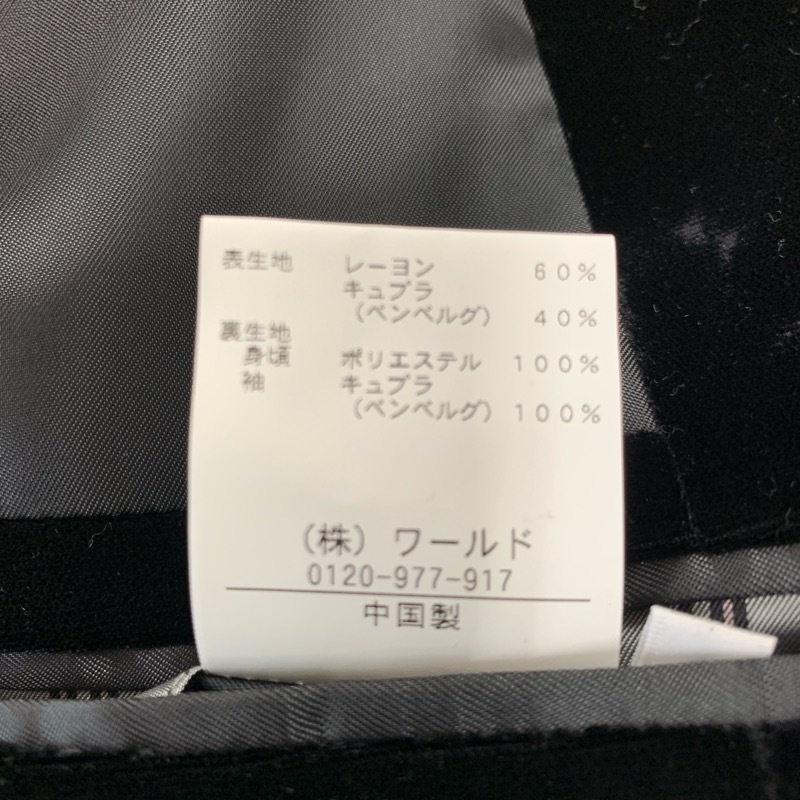 表生地 レーヨン 60%
キュプラ
(ベンベルグ) 40%
裏生地
身頃 ポリエステル 100%
袖 キュプラ
(ベンベルグ) 100%
(株) ワールド
0120-977-917
中国製